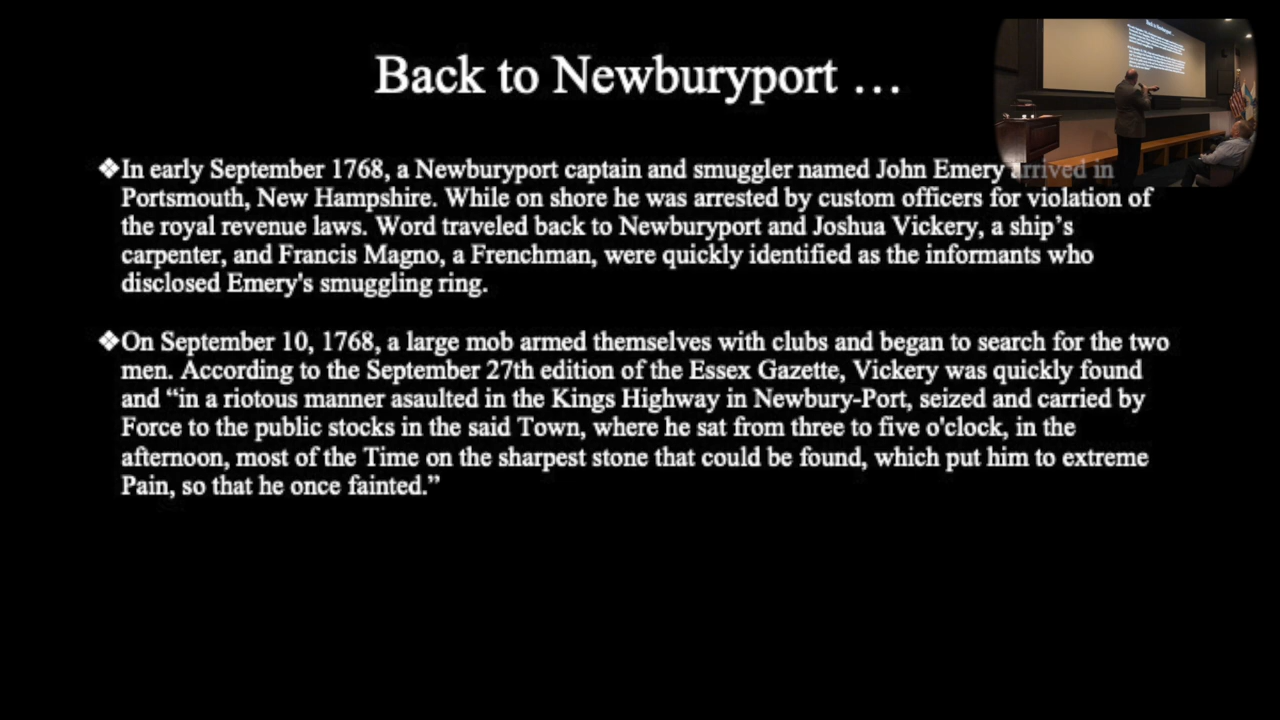 Back to Newburyport …
❖In early September 1768, a Newburyport captain and smuggler named John Emery arrived in
Portsmouth, New Hampshire. While on shore he was arrested by custom officers for violation of
the royal revenue laws. Word traveled back to Newburyport and Joshua Vickery, a ship’s
carpenter, and Francis Magno, a Frenchman, were quickly identified as the informants who
disclosed Emery's smuggling ring.
❖On September 10, 1768, a large mob armed themselves with clubs and began to search for the two
men. According to the September 27th edition of the Essex Gazette, Vickery was quickly found
and “in a riotous manner asaulted in the Kings Highway in Newbury-Port, seized and carried by
Force to the public stocks in the said Town, where he sat from three to five o'clock, in the
afternoon, most of the Time on the sharpest stone that could be found, which put him to extreme
Pain, so that he once fainted.”